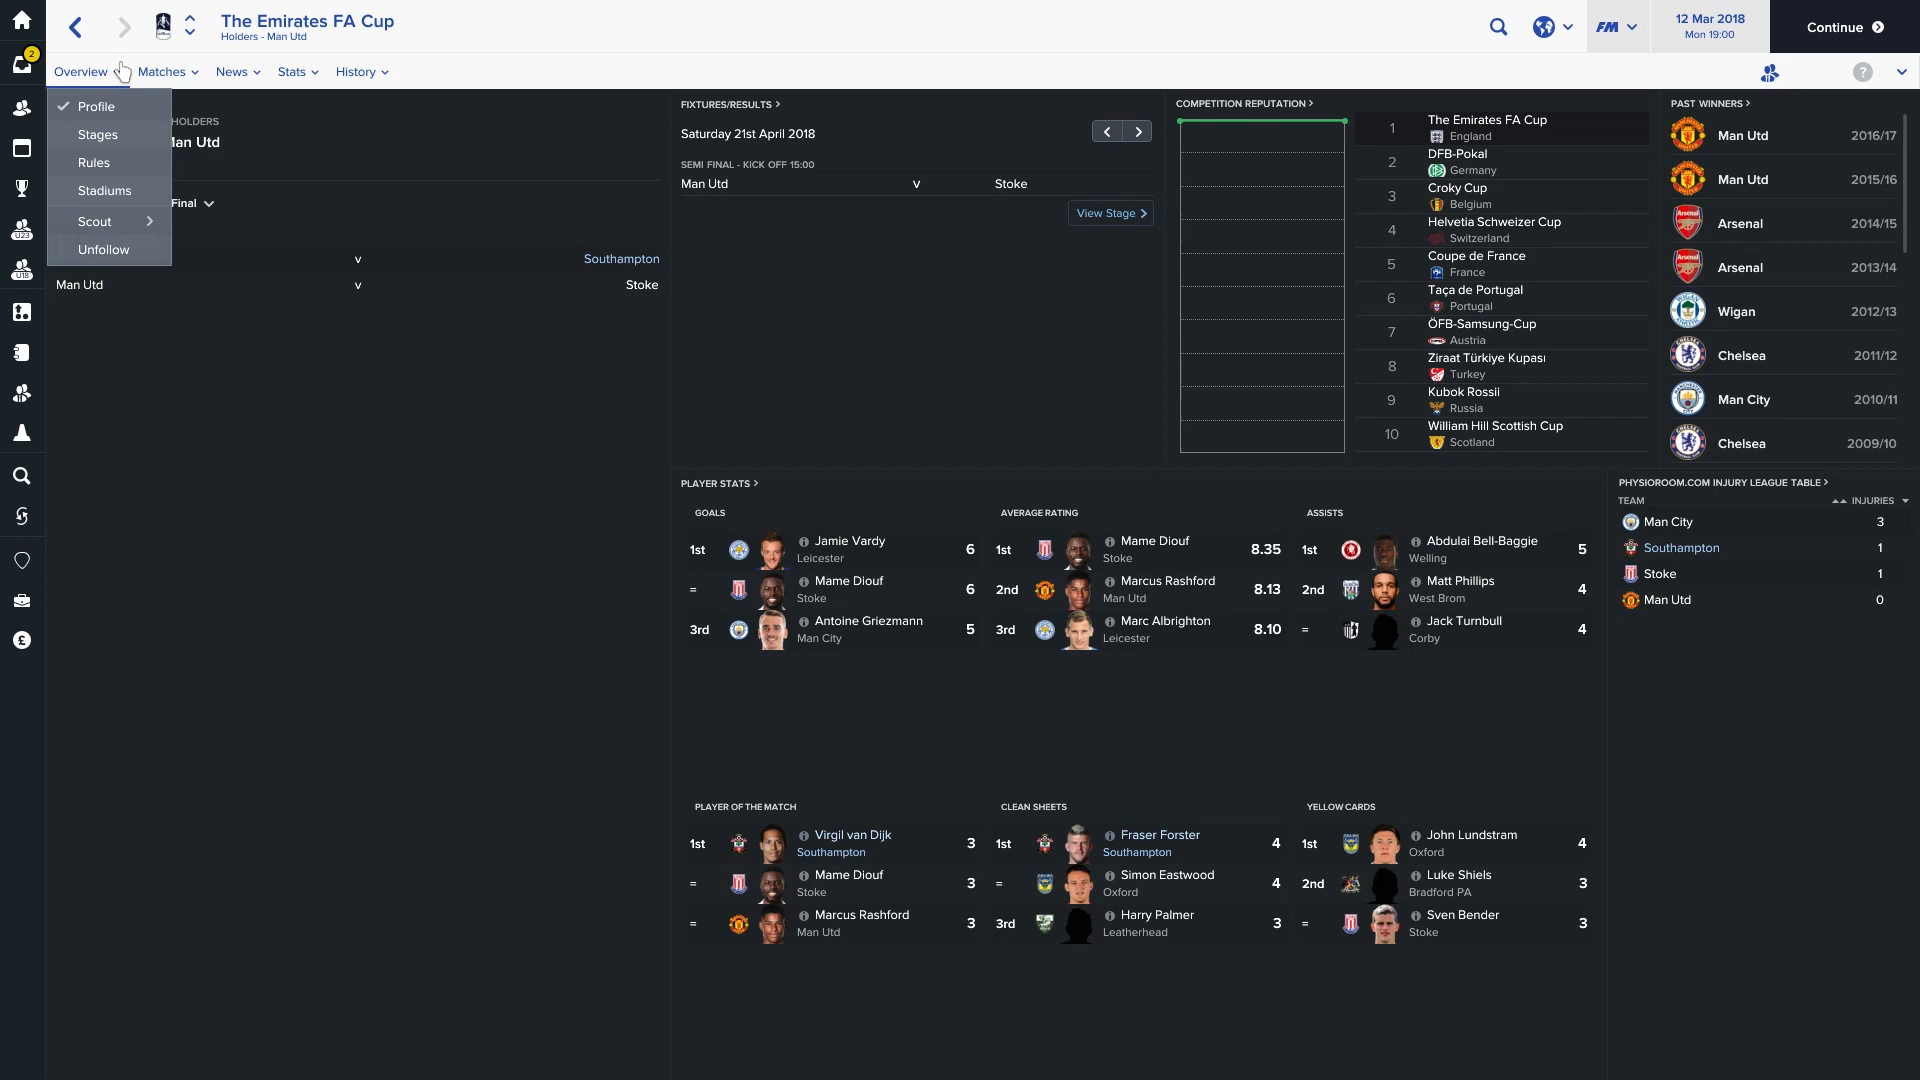 The Emirates FA Cup
Holders - Man Utd
FM
12 Mar 2018
Mon 19:00
Continue
2
Overview
Matches
News
Stats
History
?
Profile
Stages
Rules
Stadiums
Scout
Unfollow
HOLDERS
Man Utd
Final
v Southampton
Man Utd v Stoke
U23
U18
£
FIXTURES/RESULTS >
Saturday 21st April 2018
SEMI FINAL - KICK OFF 15:00
Man Utd v Stoke
View Stage >
COMPETITION REPUTATION >
1 The Emirates FA Cup
England
2 DFB-Pokal
Germany
3 Croky Cup
Belgium
4 Helvetia Schweizer Cup
Switzerland
5 Coupe de France
France
6 Taça de Portugal
Portugal
7 ÖFB-Samsung-Cup
Austria
8 Ziraat Türkiye Kupası
Turkey
9 Kubok Rossii
Russia
10 William Hill Scottish Cup
Scotland
PAST WINNERS >
Man Utd 2016/17
Man Utd 2015/16
Arsenal 2014/15
Arsenal 2013/14
Wigan 2012/13
Chelsea 2011/12
Man City 2010/11
Chelsea 2009/10
PLAYER STATS >
GOALS
1st Jamie Vardy 6
Leicester
= Mame Diouf 6
Stoke
3rd Antoine Griezmann 5
Man City
AVERAGE RATING
1st Mame Diouf 8.35
Stoke
2nd Marcus Rashford 8.13
Man Utd
3rd Marc Albrighton 8.10
Leicester
ASSISTS
1st Abdulai Bell-Baggie 5
Welling
2nd Matt Phillips 4
West Brom
= Jack Turnbull 4
Corby
PLAYER OF THE MATCH
1st Virgil van Dijk 3
Southampton
= Mame Diouf 3
Stoke
= Marcus Rashford 3
Man Utd
CLEAN SHEETS
1st Fraser Forster 4
Southampton
= Simon Eastwood 4
Oxford
3rd Harry Palmer 3
Leatherhead
YELLOW CARDS
1st John Lundstram 4
Oxford
2nd Luke Shiels 3
Bradford PA
= Sven Bender 3
Stoke
PHYSIOROOM.COM INJURY LEAGUE TABLE >
TEAM INJURIES
Man City 3
Southampton 1
Stoke 1
Man Utd 0